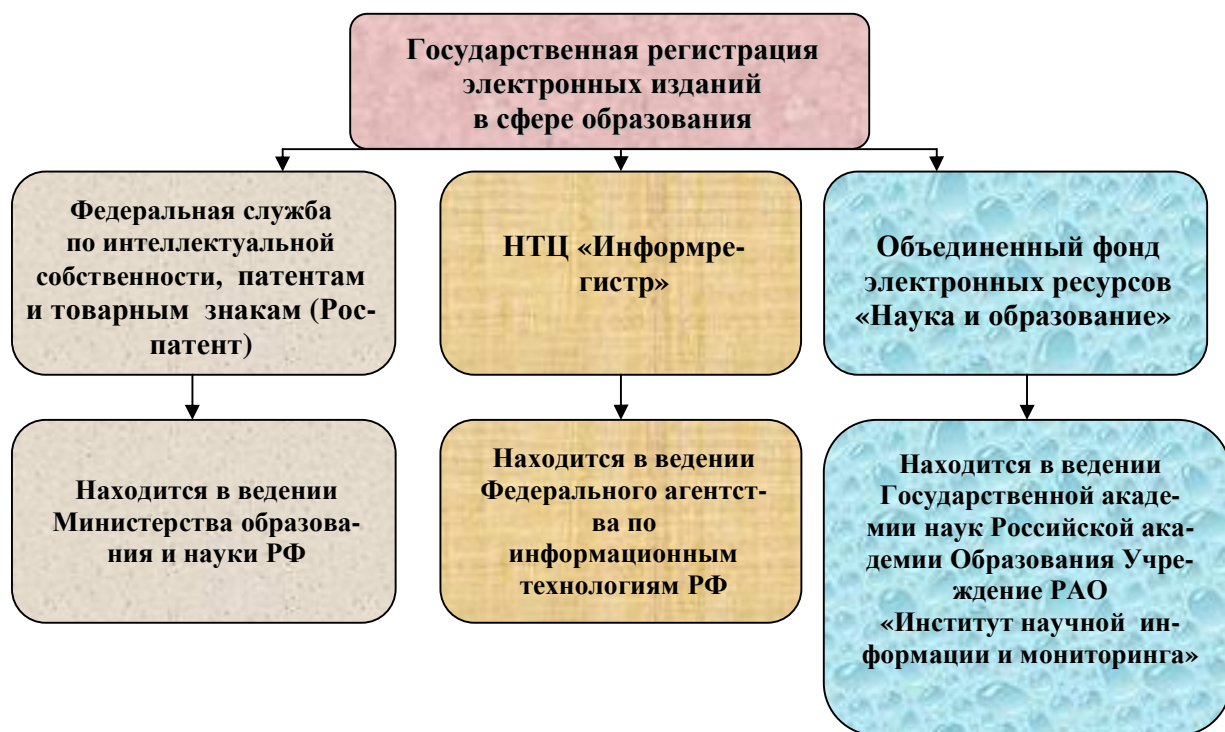 Государственная регистрация
электронных изданий
в сфере образования
Федеральная служба
по интеллектуальной
собственности, патентам
и товарным знакам (Рос-
патент)
НТЦ «Информре-
гистр»
Объединенный фонд
электронных ресурсов
«Наука и образование»
Находится в ведении
Министерства образова-
ния и науки РФ
Находится в ведении
Федерального агентст-
ва по
информационным
технологиям РФ
Находится в ведении
Государственной акаде-
мии наук Российской ака-
демии Образования Учре-
ждение РАО
«Институт научной ин-
формации и мониторинга»